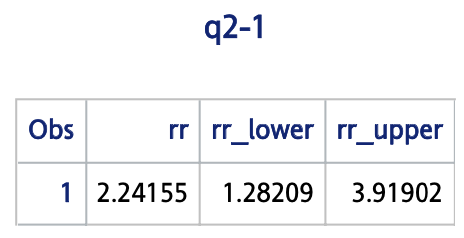 q2-1
Obs rr rr_lower rr_upper
1 2.24155 1.28209 3.91902